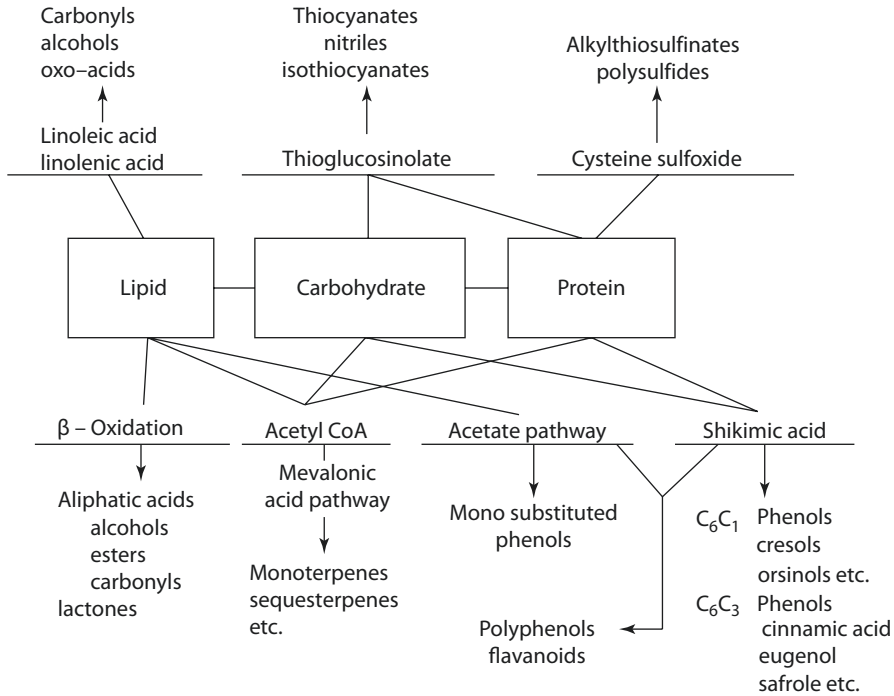 Carbonyls
alcohols
oxo–acids
Thiocyanates
nitriles
isothiocyanates
Alkylthiosulfinates
polysulfides
Linoleic acid
linolenic acid
Thioglucosinolate
Cysteine sulfoxide
Lipid
Carbohydrate
Protein
β – Oxidation
Acetyl CoA
Acetate pathway
Shikimic acid
Aliphatic acids
alcohols
esters
carbonyls
lactones
Mevalonic
acid pathway
Monoterpenes
sequesterpenes
etc.
Mono substituted
phenols
Polyphenols
flavanoids
C₆C₁ Phenols
cresols
orsinols etc.
C₆C₃ Phenols
cinnamic acid
eugenol
safrole etc.